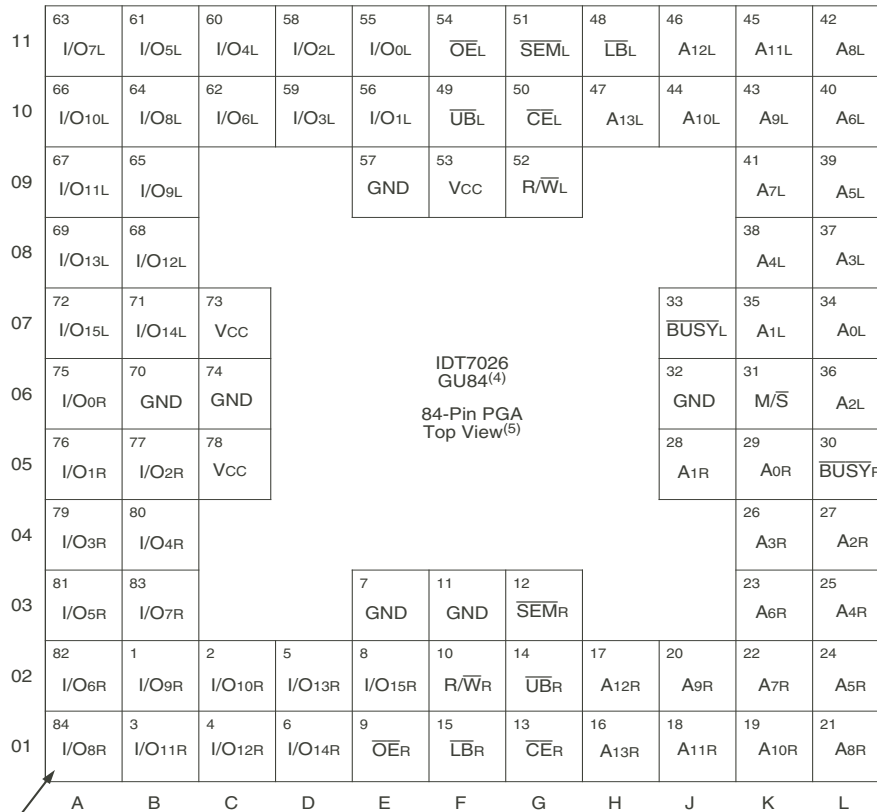 63 61 60 58 55 54 51 48 46 45 42
11 I/O7L I/O5L I/O4L I/O2L I/O0L OEL SEML LBL A12L A11L A8L
66 64 62 59 56 49 50 47 44 43 40
10 I/O10L I/O8L I/O6L I/O3L I/O1L UBL CEL A13L A10L A9L A6L
67 65 57 53 52 41 39
09 I/O11L I/O9L GND VCC R/WL A7L A5L
69 68 38 37
08 I/O13L I/O12L A4L A3L
72 71 73 33 35 34
07 I/O15L I/O14L VCC BUSYL A1L A0L
IDT7026
GU84(4)
75 70 74 32 31 36
06 I/O0R GND GND GND M/S A2L
84-Pin PGA
Top View(5)
76 77 78 28 29 30
05 I/O1R I/O2R VCC A1R A0R BUSYR
79 80 26 27
04 I/O3R I/O4R A3R A2R
81 83 7 11 12 23 25
03 I/O5R I/O7R GND GND SEMR A6R A4R
82 1 2 5 8 10 14 17 20 22 24
02 I/O6R I/O9R I/O10R I/O13R I/O15R R/WR UBR A12R A9R A7R A5R
84 3 4 6 9 15 13 16 18 19 21
01 I/O8R I/O11R I/O12R I/O14R OER LBR CER A13R A11R A10R A8R
A B C D E F G H J K L